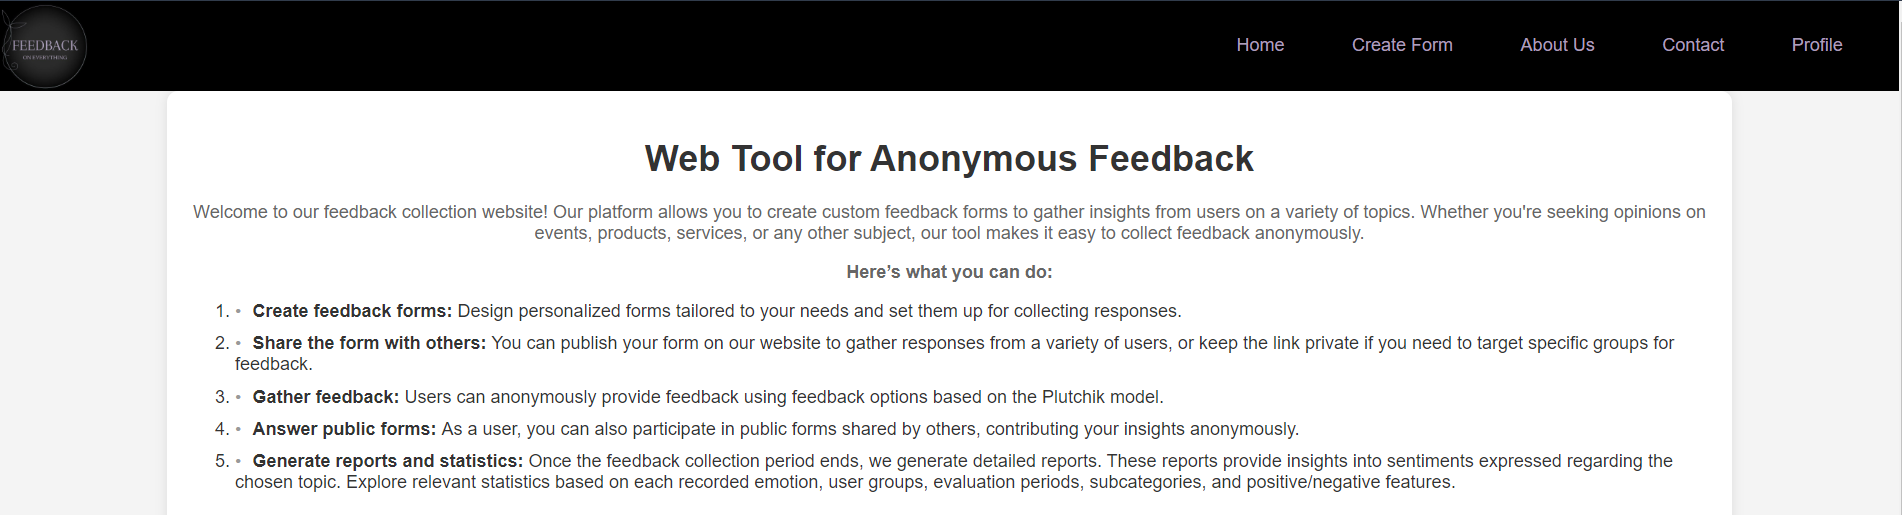 FEEDBACK
ON EVERYTHING
Home Create Form About Us Contact Profile
Web Tool for Anonymous Feedback
Welcome to our feedback collection website! Our platform allows you to create custom feedback forms to gather insights from users on a variety of topics. Whether you're seeking opinions on
events, products, services, or any other subject, our tool makes it easy to collect feedback anonymously.
Here’s what you can do:
1. • Create feedback forms: Design personalized forms tailored to your needs and set them up for collecting responses.
2. • Share the form with others: You can publish your form on our website to gather responses from a variety of users, or keep the link private if you need to target specific groups for
feedback.
3. • Gather feedback: Users can anonymously provide feedback using feedback options based on the Plutchik model.
4. • Answer public forms: As a user, you can also participate in public forms shared by others, contributing your insights anonymously.
5. • Generate reports and statistics: Once the feedback collection period ends, we generate detailed reports. These reports provide insights into sentiments expressed regarding the
chosen topic. Explore relevant statistics based on each recorded emotion, user groups, evaluation periods, subcategories, and positive/negative features.